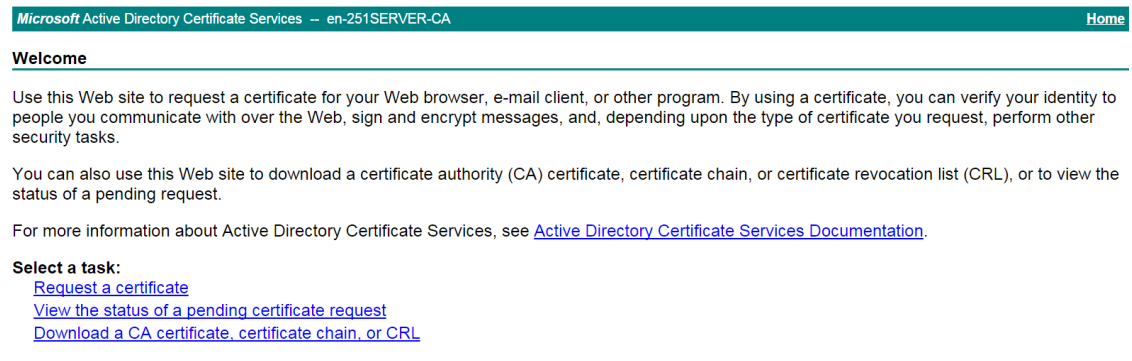 Microsoft Active Directory Certificate Services -- en-251SERVER-CA Home
Welcome
Use this Web site to request a certificate for your Web browser, e-mail client, or other program. By using a certificate, you can verify your identity to
people you communicate with over the Web, sign and encrypt messages, and, depending upon the type of certificate you request, perform other
security tasks.
You can also use this Web site to download a certificate authority (CA) certificate, certificate chain, or certificate revocation list (CRL), or to view the
status of a pending request.
For more information about Active Directory Certificate Services, see Active Directory Certificate Services Documentation.
Select a task:
Request a certificate
View the status of a pending certificate request
Download a CA certificate, certificate chain, or CRL